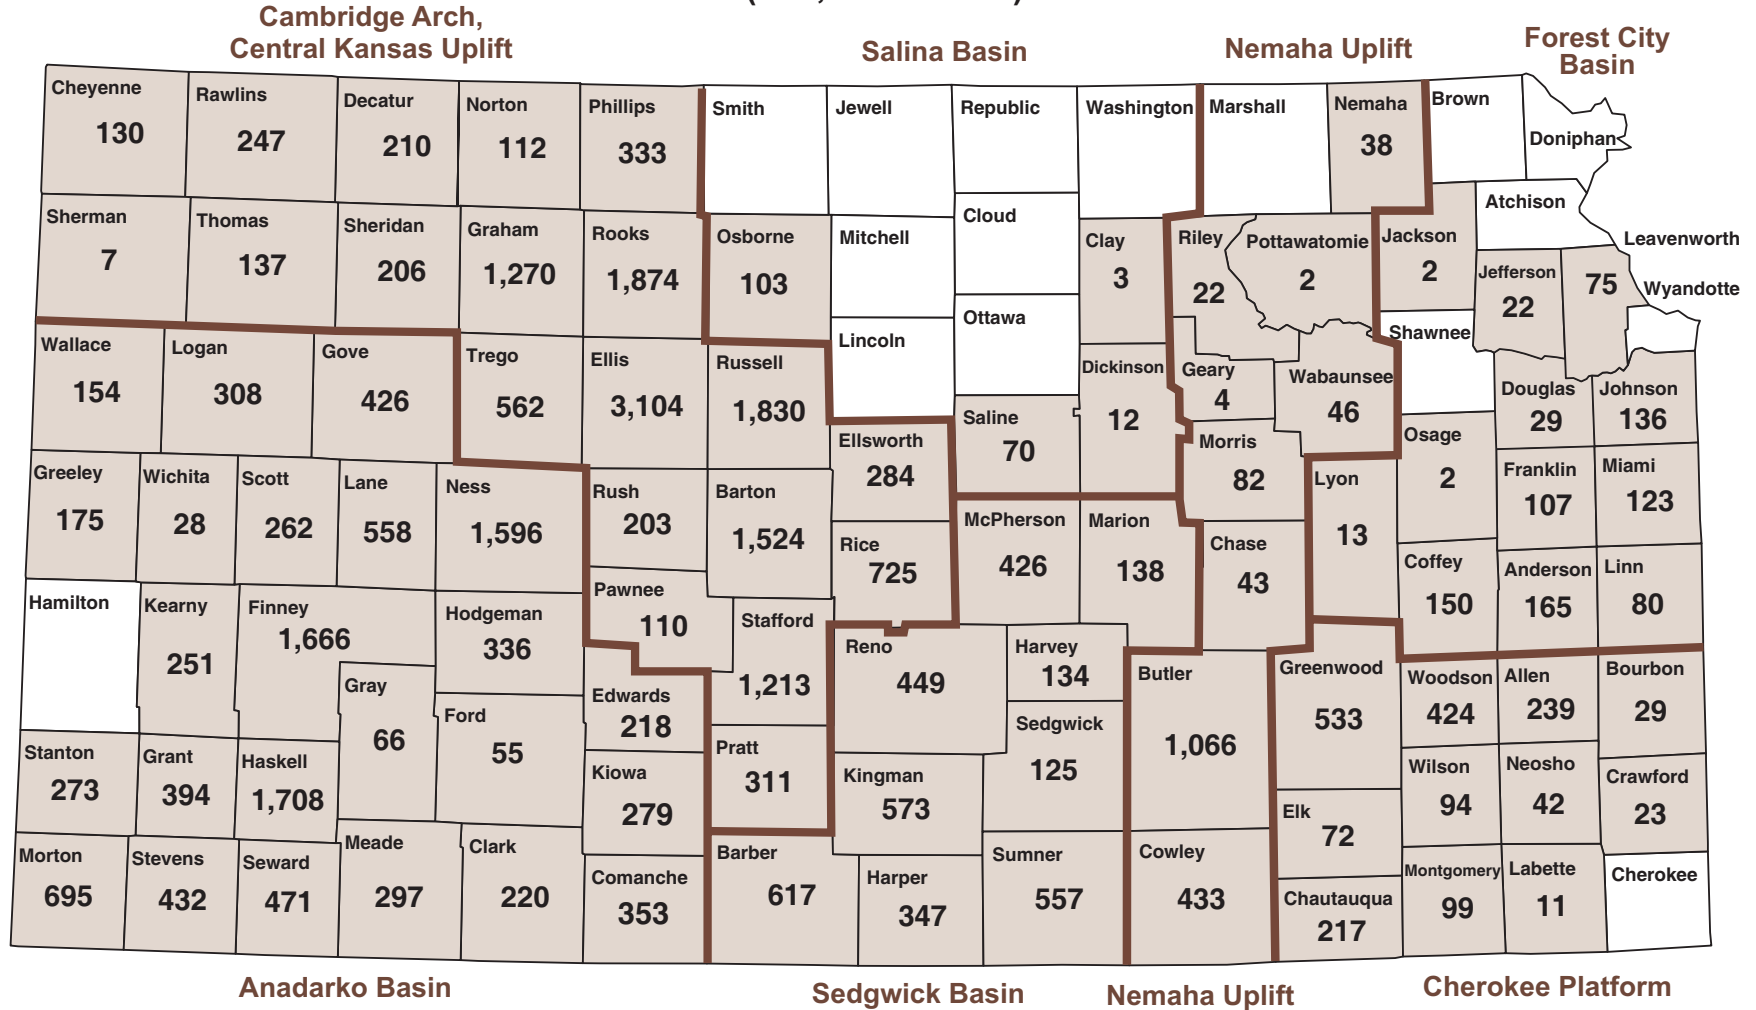 Cambridge Arch,
Central Kansas Uplift
Salina Basin
Nemaha Uplift
Forest City
Basin
Cheyenne
130
Rawlins
247
Decatur
210
Norton
112
Phillips
333
Smith
Jewell
Republic
Washington
Marshall
Nemaha
38
Brown
Doniphan
Sherman
7
Thomas
137
Sheridan
206
Graham
1,270
Rooks
1,874
Osborne
103
Mitchell
Cloud
Clay
3
Riley
22
Pottawatomie
2
Jackson
2
Atchison
Jefferson
22
Leavenworth
75
Wyandotte
Wallace
154
Logan
308
Gove
426
Trego
562
Ellis
3,104
Russell
1,830
Lincoln
Ottawa
Saline
70
Dickinson
12
Geary
4
Wabaunsee
46
Shawnee
Douglas
29
Johnson
136
Greeley
175
Wichita
28
Scott
262
Lane
558
Ness
1,596
Rush
203
Barton
1,524
Ellsworth
284
Rice
725
McPherson
426
Marion
138
Morris
82
Chase
43
Lyon
13
Osage
2
Franklin
107
Miami
123
Coffey
150
Anderson
165
Linn
80
Hamilton
Kearny
251
Finney
1,666
Hodgeman
336
Pawnee
110
Stafford
1,213
Reno
449
Harvey
134
Butler
1,066
Greenwood
533
Woodson
424
Allen
239
Bourbon
29
Gray
66
Ford
55
Edwards
218
Pratt
311
Sedgwick
125
Stanton
273
Grant
394
Haskell
1,708
Kiowa
279
Kingman
573
Elk
72
Wilson
94
Neosho
42
Crawford
23
Morton
695
Stevens
432
Seward
471
Meade
297
Clark
220
Comanche
353
Barber
617
Harper
347
Sumner
557
Cowley
433
Chautauqua
217
Montgomery
99
Labette
11
Cherokee
Anadarko Basin
Sedgwick Basin
Nemaha Uplift
Cherokee Platform